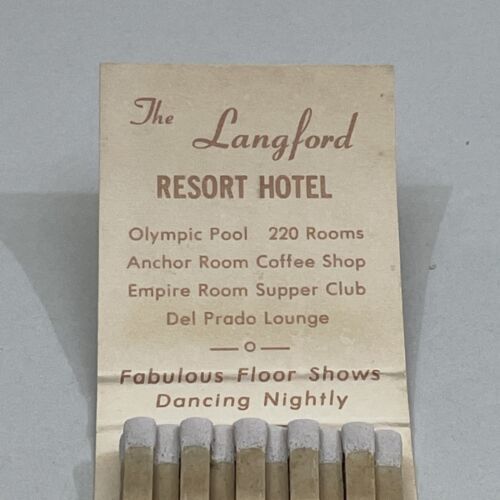 The Langford
RESORT HOTEL
Olympic Pool 220 Rooms
Anchor Room Coffee Shop
Empire Room Supper Club
Del Prado Lounge
Fabulous Floor Shows
Dancing Nightly